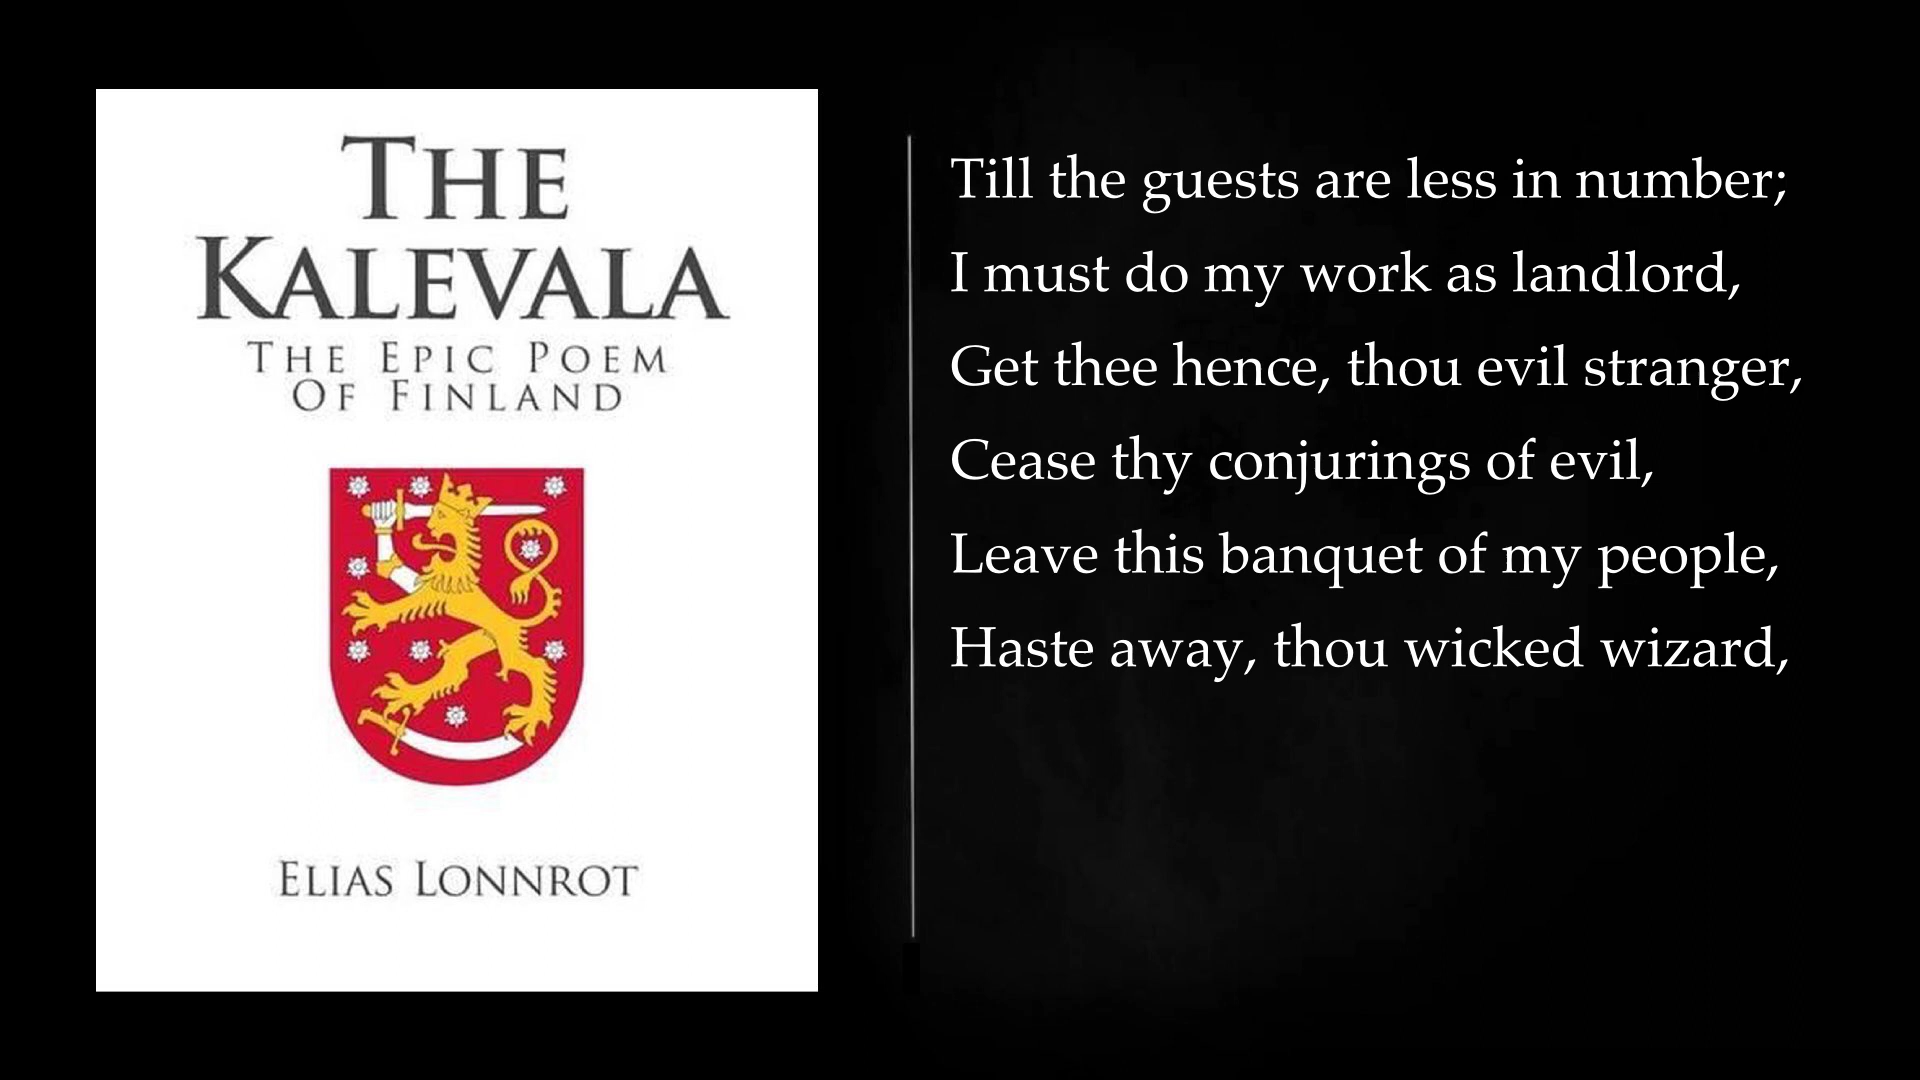 THE
KALEVALA
THE EPIC POEM
OF FINLAND
ELIAS LONNROT
Till the guests are less in number;
I must do my work as landlord,
Get thee hence, thou evil stranger,
Cease thy conjurings of evil,
Leave this banquet of my people,
Haste away, thou wicked wizard,